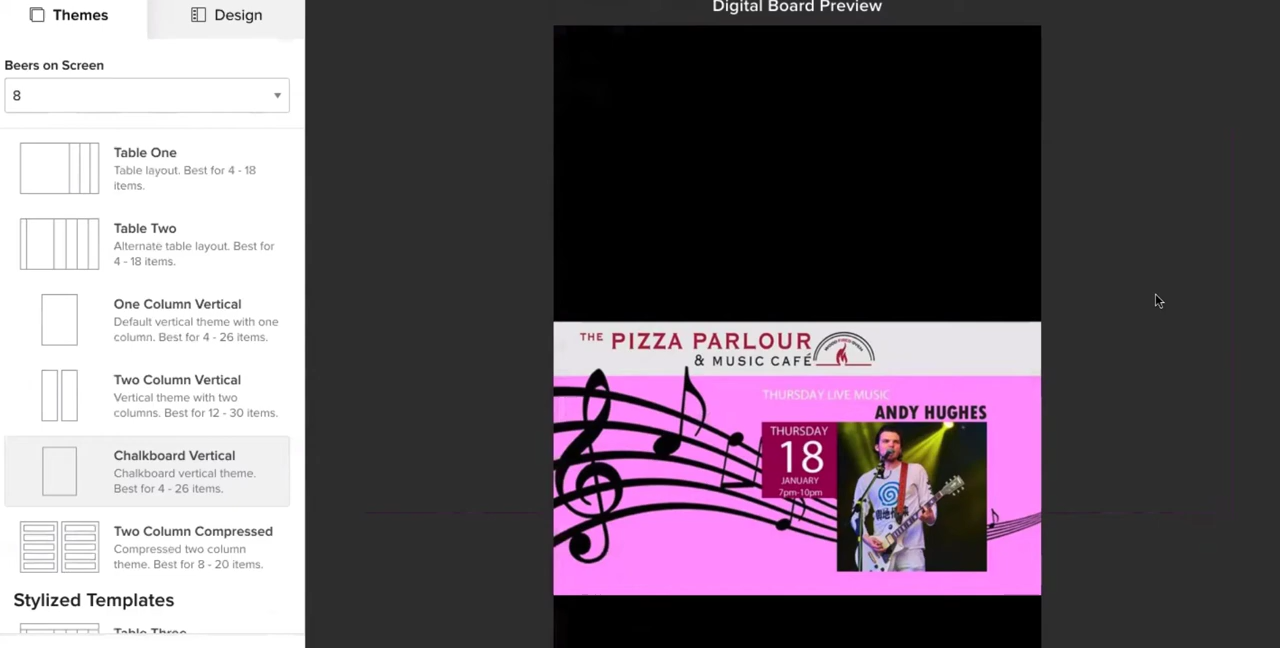 Themes
Design
Digital Board Preview
Beers on Screen
8
Table One
Table layout. Best for 4 - 18
items.
Table Two
Alternate table layout. Best for
4 - 18 items.
One Column Vertical
Default vertical theme with one
column. Best for 4 - 26 items.
Two Column Vertical
Vertical theme with two
columns. Best for 12 - 30 items.
Chalkboard Vertical
Chalkboard vertical theme.
Best for 4 - 26 items.
Two Column Compressed
Compressed two column
theme. Best for 8 - 20 items.
Stylized Templates
Table Three
THE PIZZA PARLOUR
& MUSIC CAFÉ
THURSDAY LIVE MUSIC
ANDY HUGHES
THURSDAY
18
JANUARY
7pm-10pm